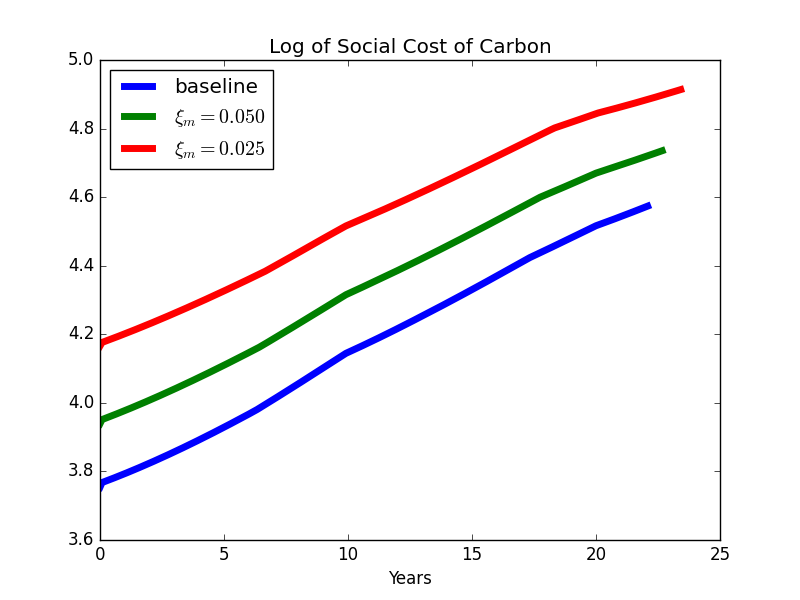 Log of Social Cost of Carbon
5.0
4.8
4.6
4.4
4.2
4.0
3.8
3.6
baseline
ξm = 0.050
ξm = 0.025
0 5 10 15 20 25
Years